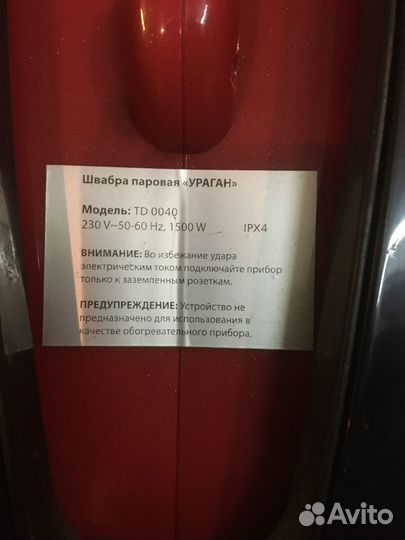 Швабра паровая «УРАГАН»
Модель: TD 0040
230 V~50-60 Hz, 1500 W IPX4
ВНИМАНИЕ: Во избежание удара
электрическим током подключайте прибор
только к заземленным розеткам.
ПРЕДУПРЕЖДЕНИЕ: Устройство не
предназначено для использования в
качестве обогревательного прибора.
Avito